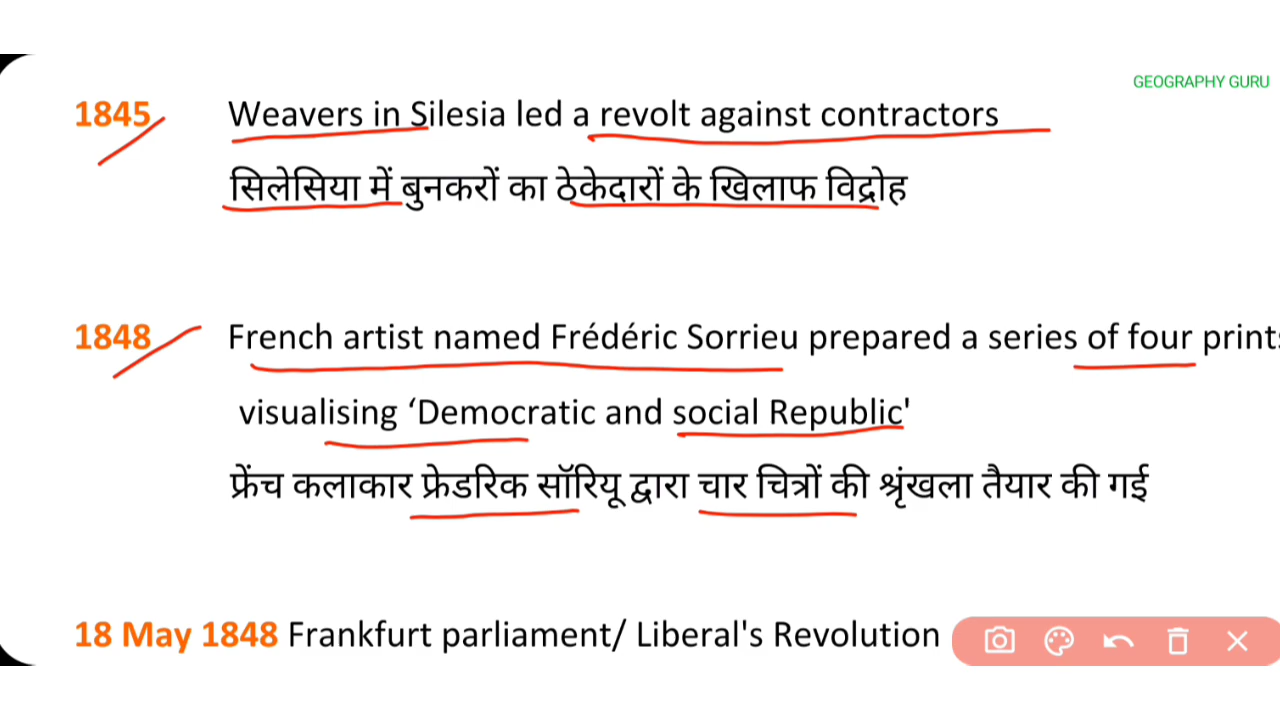 GEOGRAPHY GURU
1845 Weavers in Silesia led a revolt against contractors
सिलेसिया में बुनकरों का ठेकेदारों के खिलाफ विद्रोह
1848 French artist named Frédéric Sorrieu prepared a series of four prints
visualising ‘Democratic and social Republic'
फ्रेंच कलाकार फ्रेडरिक सॉरियू द्वारा चार चित्रों की श्रृंखला तैयार की गई
18 May 1848 Frankfurt parliament/ Liberal's Revolution